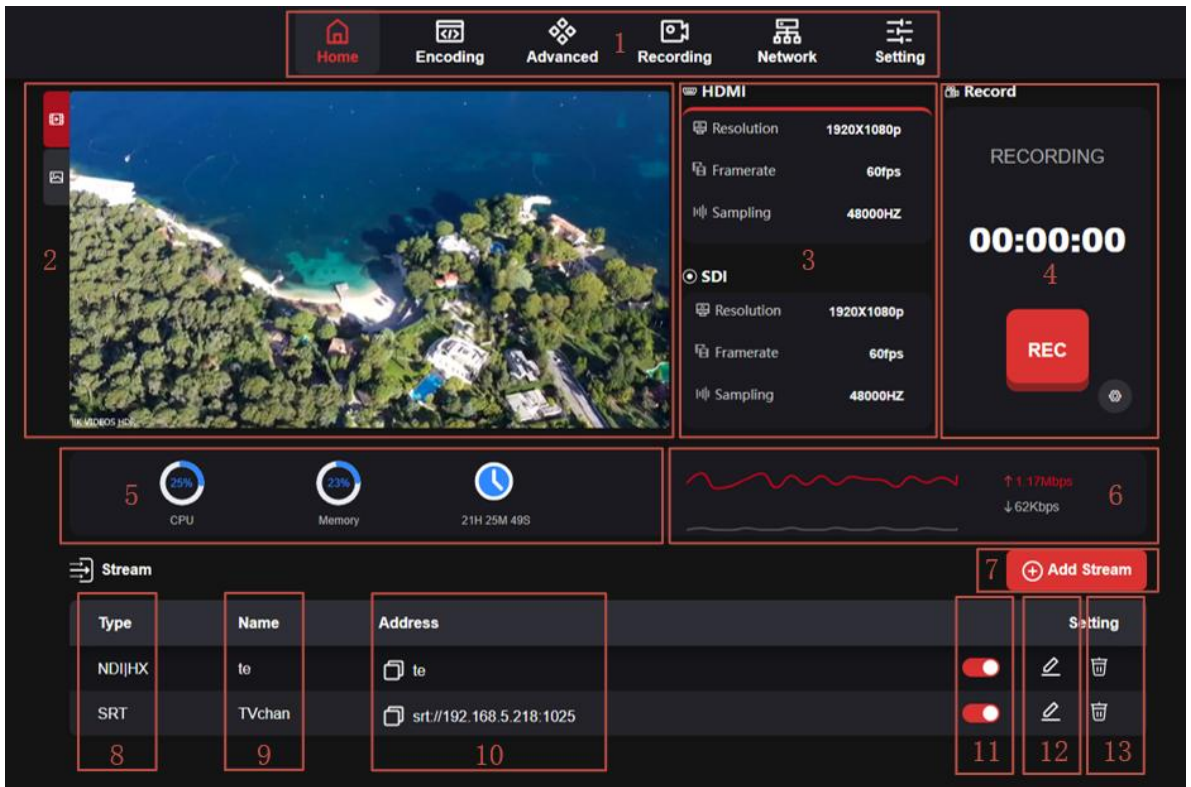 Home Encoding Advanced 1 Recording Network Setting
HDMI
Resolution 1920X1080p
Framerate 60fps
Sampling 48000HZ
3
SDI
Resolution 1920X1080p
Framerate 60fps
Sampling 48000HZ
Record
RECORDING
00:00:00
4
REC
2
5
25%
CPU
23%
Memory
21H 25M 49S
↑1.17Mbps
↓62Kbps
6
Stream
7
Add Stream
Type Name Address Setting
NDI|HX te te
SRT TVchan srt://192.168.5.218:1025
8 9 10 11 12 13